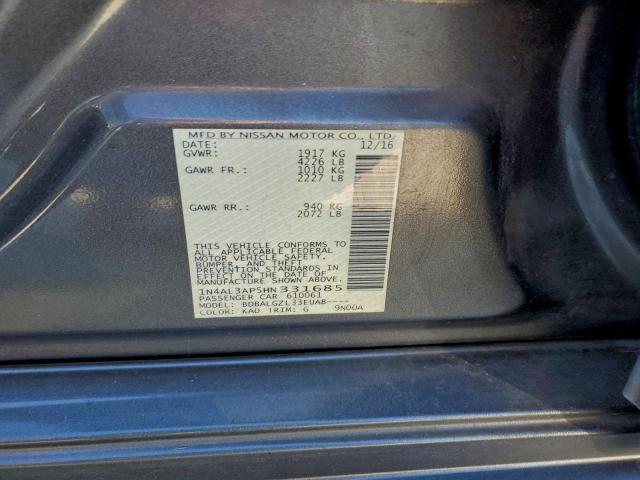 MFD BY NISSAN MOTOR CO., LTD
DATE: 12/16
GVWR: 1917 KG
4226 LB
GAWR FR.: 1010 KG
2227 LB
GAWR RR.: 940 KG
2072 LB
THIS VEHICLE CONFORMS TO
ALL APPLICABLE FEDERAL
MOTOR VEHICLE SAFETY,
BUMPER, AND THEFT
PREVENTION STANDARDS IN
EFFECT ON THE DATE OF
MANUFACTURE SHOWN ABOVE.
1N4AL3AP5HN331685
PASSENGER CAR 610061
MODEL: BDBALGZL33EUAB----
COLOR: KAD TRIM: G 9N00A